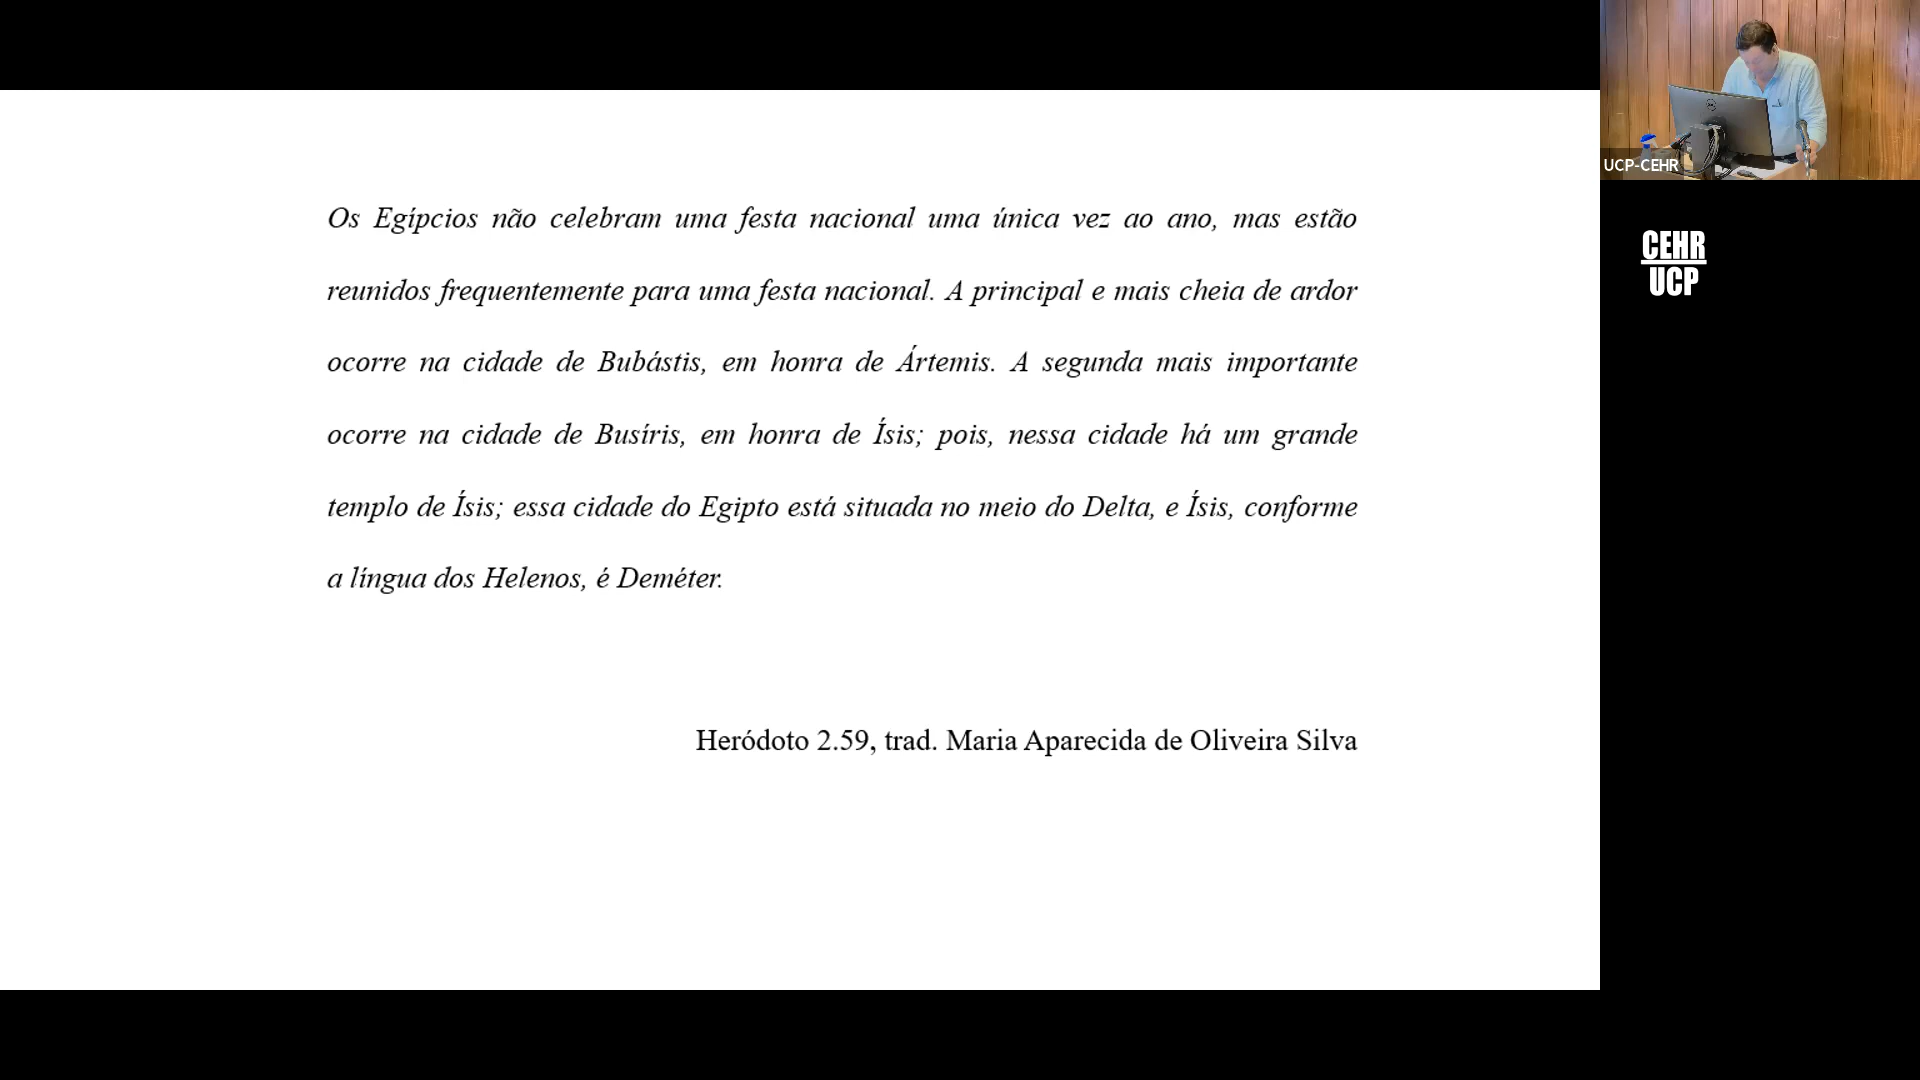 Os Egípcios não celebram uma festa nacional uma única vez ao ano, mas estão
reunidos frequentemente para uma festa nacional. A principal e mais cheia de ardor
ocorre na cidade de Bubástis, em honra de Ártemis. A segunda mais importante
ocorre na cidade de Busíris, em honra de Ísis; pois, nessa cidade há um grande
templo de Ísis; essa cidade do Egipto está situada no meio do Delta, e Ísis, conforme
a língua dos Helenos, é Deméter.
Heródoto 2.59, trad. Maria Aparecida de Oliveira Silva
UCP-CEHR
CEHR
UCP